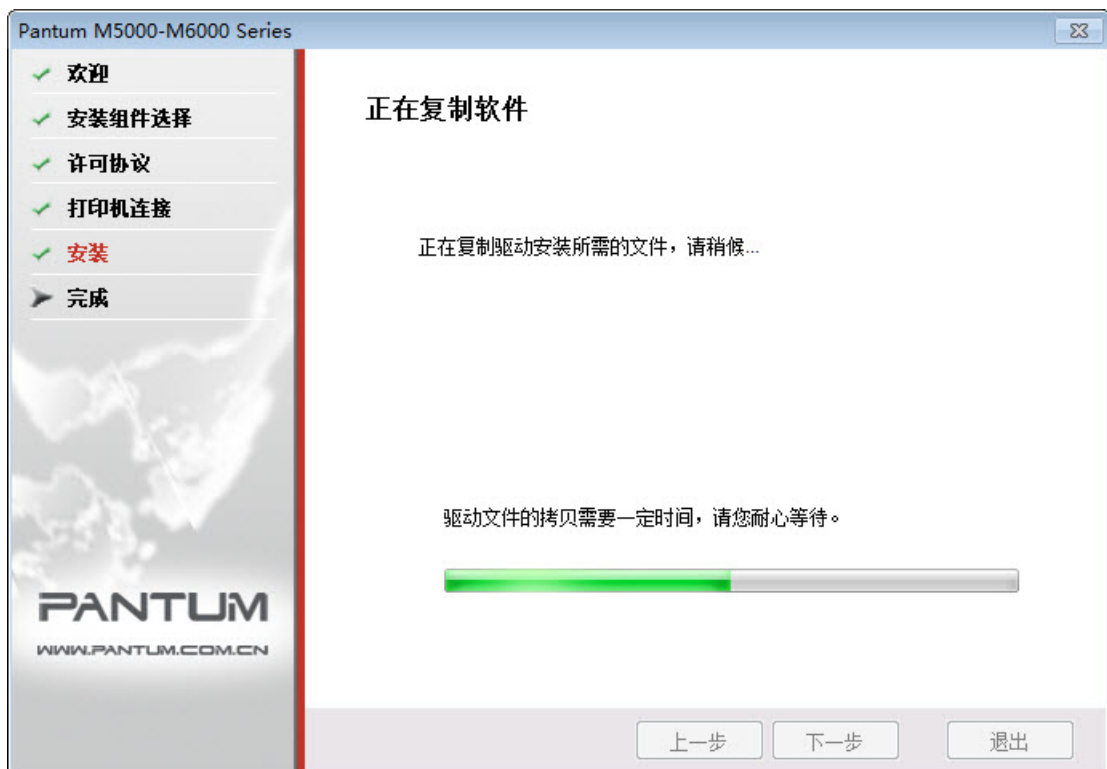 Pantum M5000-M6000 Series
欢迎
安装组件选择
许可协议
打印机连接
安装
完成
PANTUM
WWW.PANTUM.COM.CN
正在复制软件
正在复制驱动安装所需的文件，请稍候...
驱动文件的拷贝需要一定时间，请您耐心等待。
上一步
下一步
退出